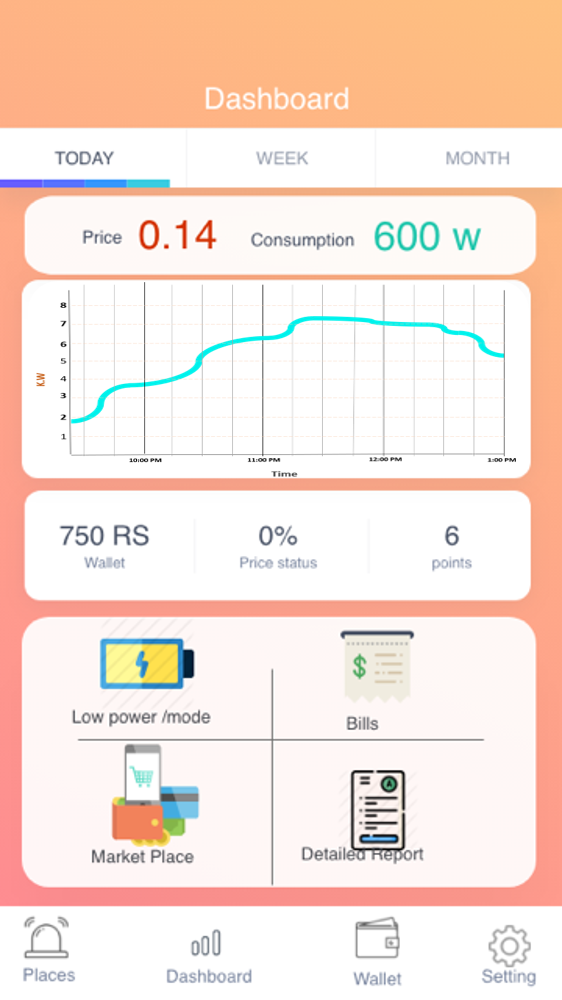 Dashboard
TODAY WEEK MONTH
Price 0.14 Consumption 600 w
8
7
6
5
4
3
2
1
K.W
10:00 PM 11:00 PM 12:00 PM 1:00 PM
Time
750 RS 0% 6
Wallet Price status points
$
Low power /mode Bills
Market Place Detailed Report
Places Dashboard Wallet Setting